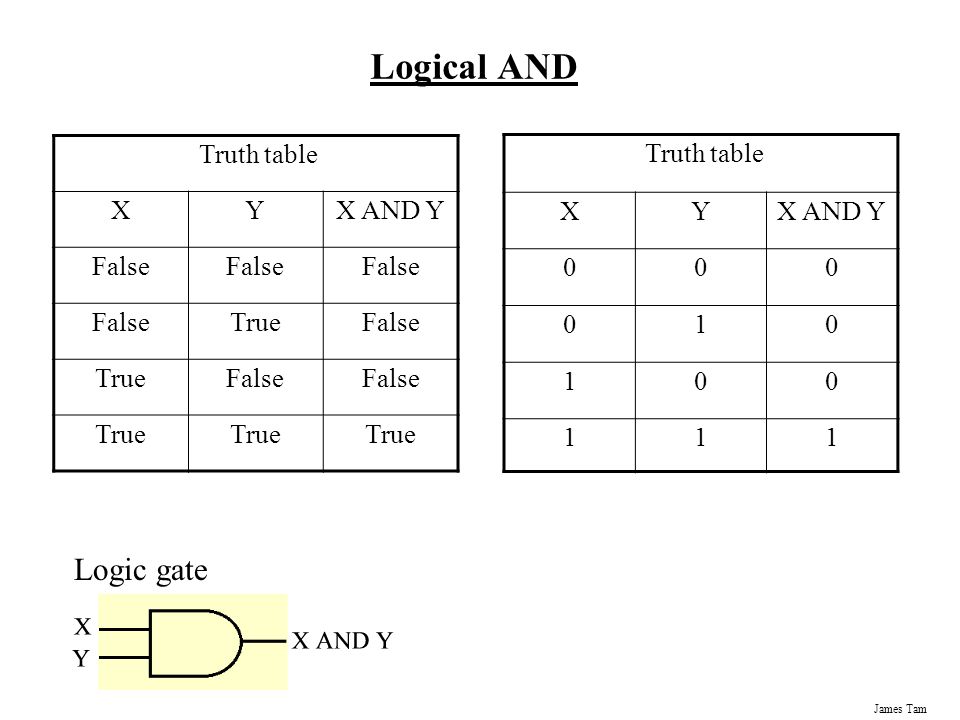 Logical AND
Truth table
X Y X AND Y
False False False
False True False
True False False
True True True
Truth table
X Y X AND Y
0 0 0
0 1 0
1 0 0
1 1 1
Logic gate
X
Y
X AND Y
James Tam